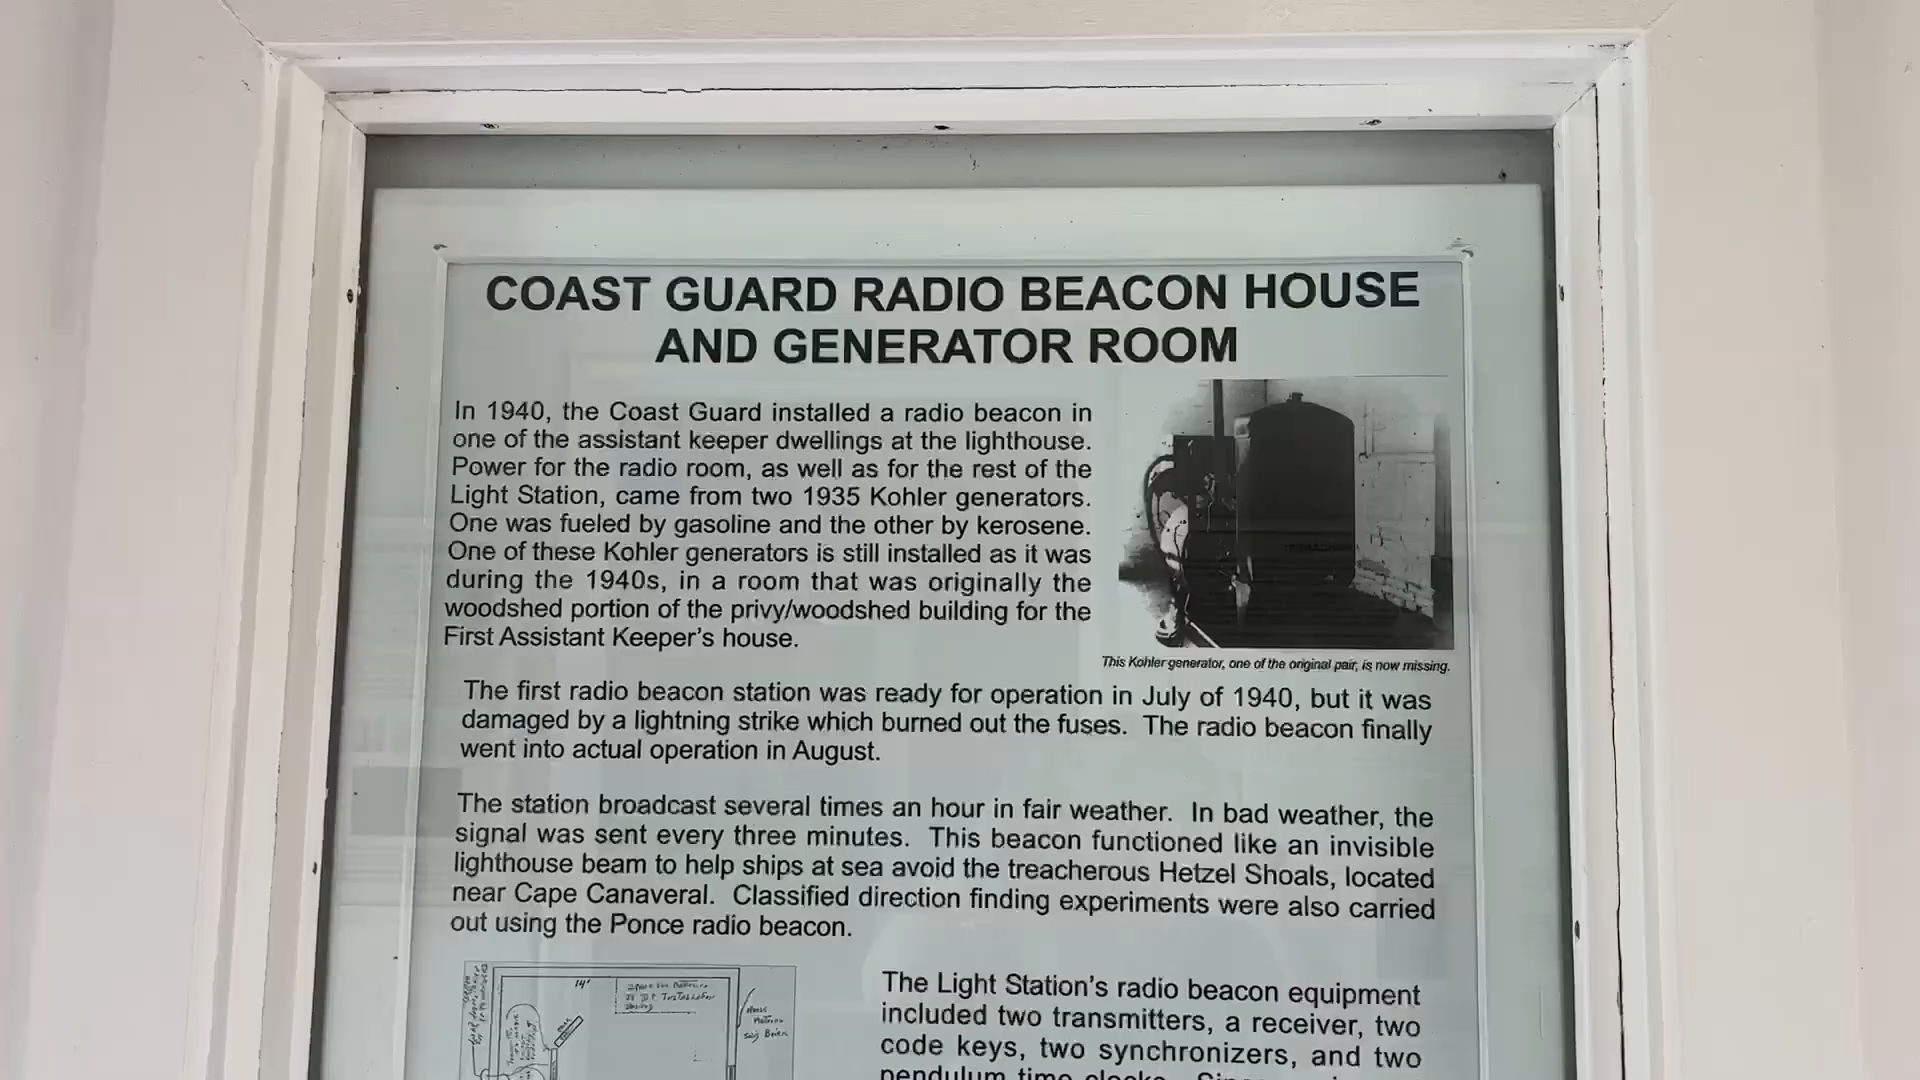 COAST GUARD RADIO BEACON HOUSE
AND GENERATOR ROOM
In 1940, the Coast Guard installed a radio beacon in
one of the assistant keeper dwellings at the lighthouse.
Power for the radio room, as well as for the rest of the
Light Station, came from two 1935 Kohler generators.
One was fueled by gasoline and the other by kerosene.
One of these Kohler generators is still installed as it was
during the 1940s, in a room that was originally the
woodshed portion of the privy/woodshed building for the
First Assistant Keeper's house.
This Kohler generator, one of the original pair, is now missing.
The first radio beacon station was ready for operation in July of 1940, but it was
damaged by a lightning strike which burned out the fuses. The radio beacon finally
went into actual operation in August.
The station broadcast several times an hour in fair weather. In bad weather, the
signal was sent every three minutes. This beacon functioned like an invisible
lighthouse beam to help ships at sea avoid the treacherous Hetzel Shoals, located
near Cape Canaveral. Classified direction finding experiments were also carried
out using the Ponce radio beacon.
14'
The Light Station's radio beacon equipment
included two transmitters, a receiver, two
code keys, two synchronizers, and two
pendulum time clocks.